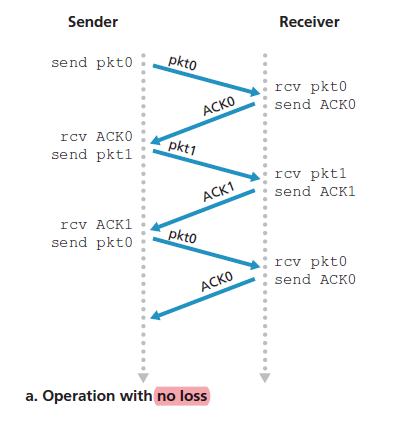 Sender Receiver
send pkt0
pkt0
rcv pkt0
send ACK0
ACK0
rcv ACK0
send pkt1
pkt1
rcv pkt1
send ACK1
ACK1
rcv ACK1
send pkt0
pkt0
rcv pkt0
send ACK0
ACK0
a. Operation with no loss